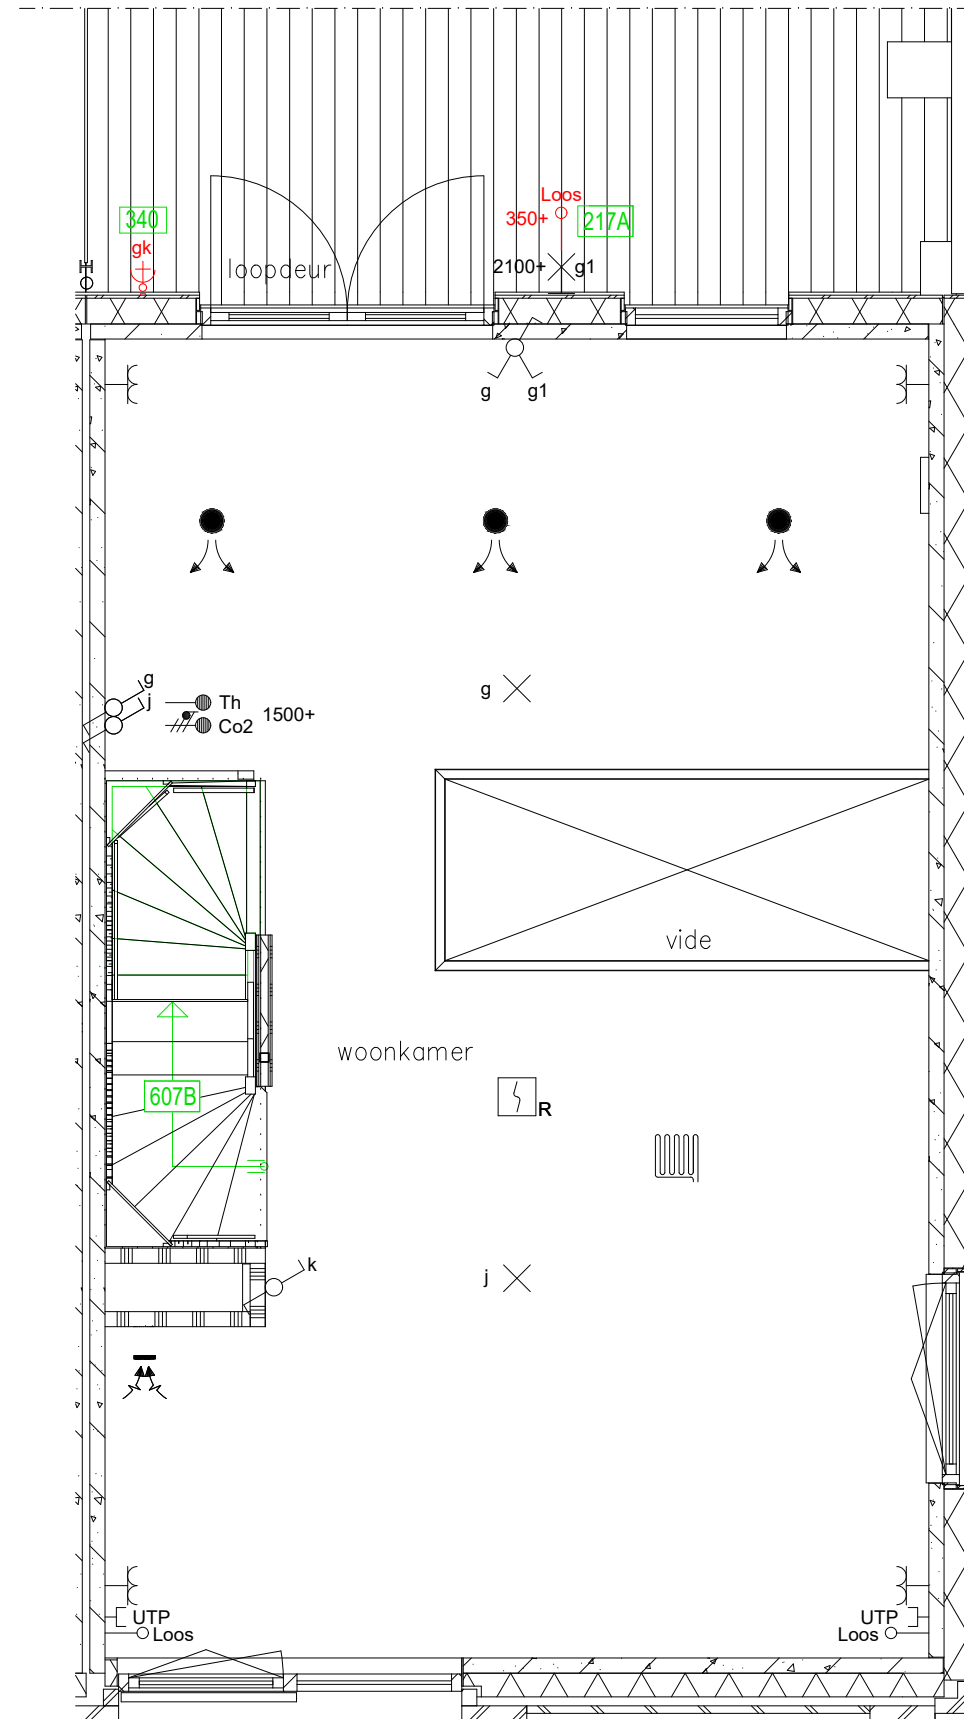 Loos
340
350+
217A
gk
loopdeur
2100+ g1
H
g g1
g
j
Th
Co2
1500+
g
vide
woonkamer
607B
R
k
j
UTP
Loos
UTP
Loos